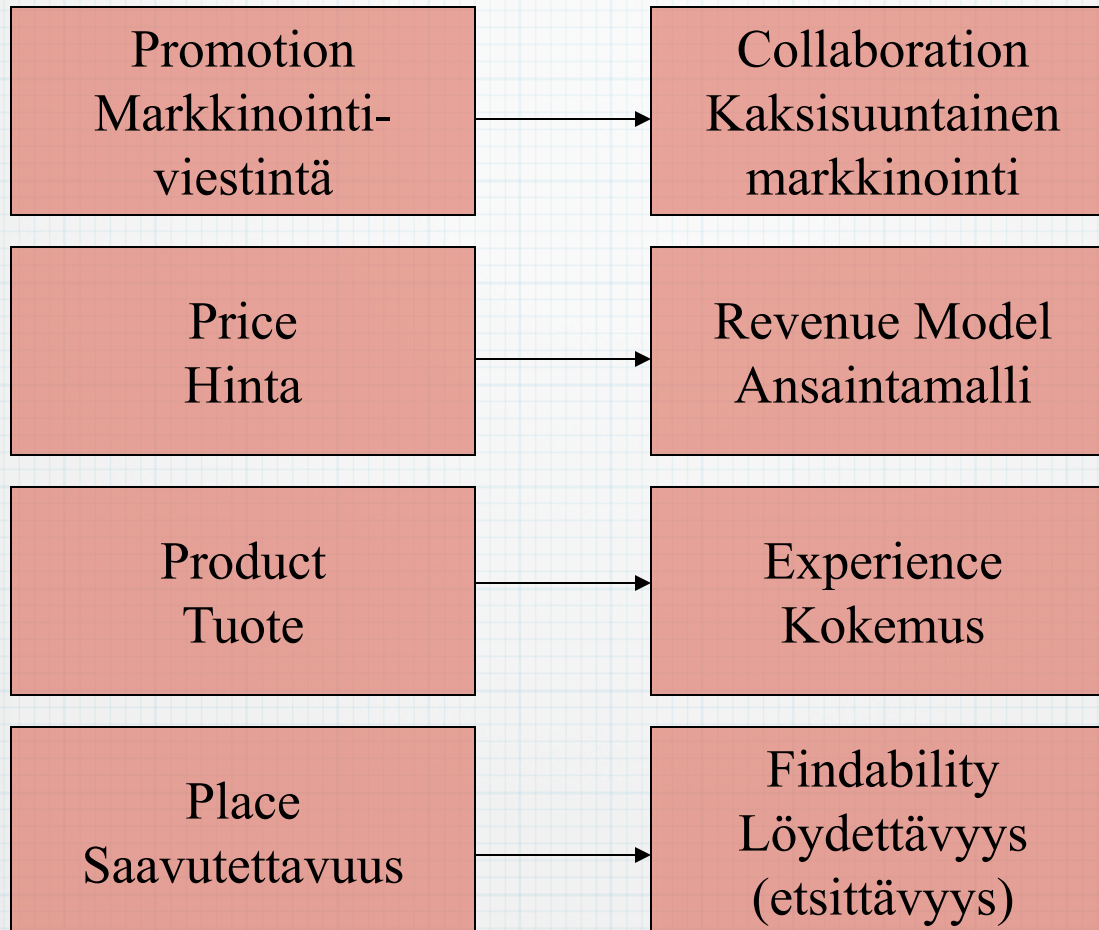 Promotion
Markkinointi-
viestintä
Collaboration
Kaksisuuntainen
markkinointi
Price
Hinta
Revenue Model
Ansaintamalli
Product
Tuote
Experience
Kokemus
Place
Saavutettavuus
Findability
Löydettävyys
(etsittävyys)